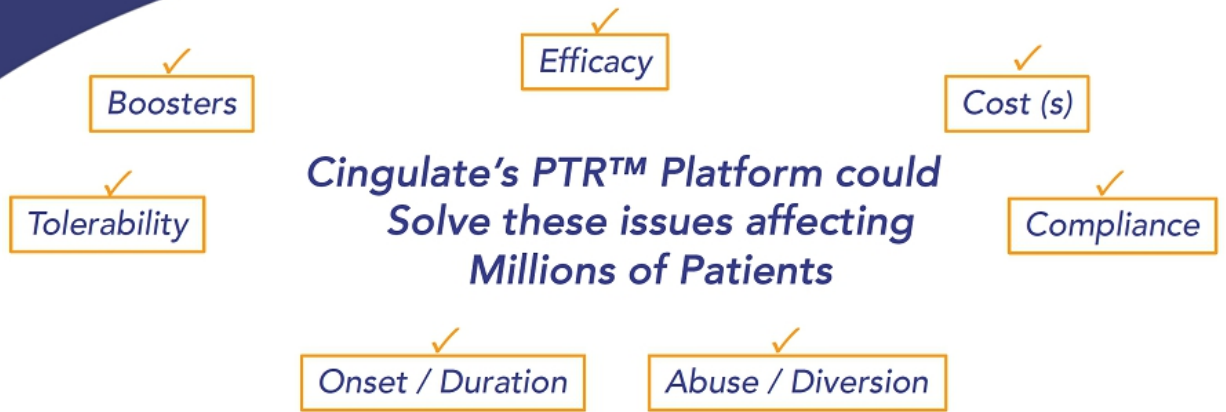 Efficacy
Boosters
Cost (s)
Cingulate's PTR™ Platform could
Solve these issues affecting
Millions of Patients
Tolerability
Compliance
Onset / Duration
Abuse / Diversion